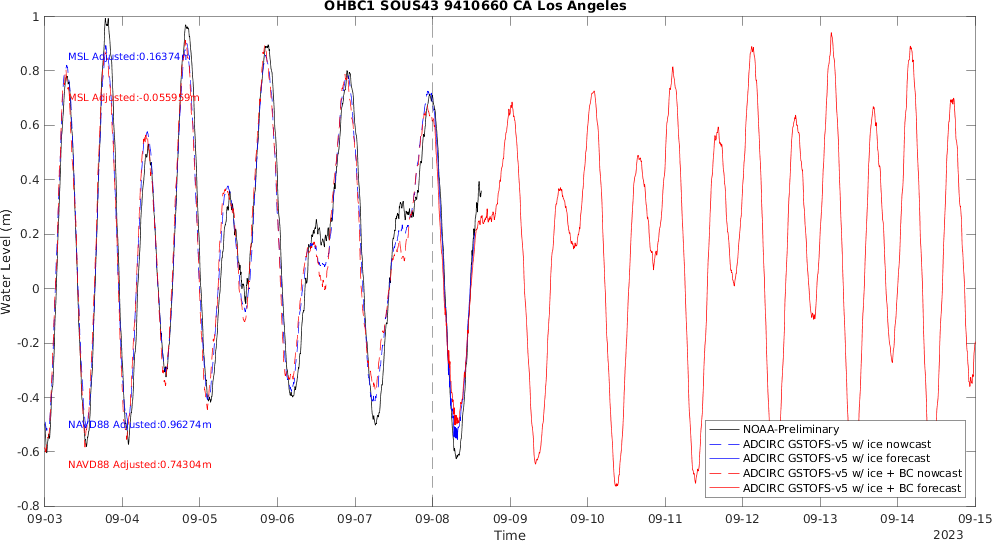 OHBC1 SOUS43 9410660 CA Los Angeles
1
0.8
0.6
0.4
0.2
0
-0.2
-0.4
-0.6
-0.8
Water Level (m)
MSL Adjusted:0.16374m
MSL Adjusted:-0.055959m
NAVD88 Adjusted:0.96274m
NAVD88 Adjusted:0.74304m
NOAA-Preliminary
ADCIRC GSTOFS-v5 w/ ice nowcast
ADCIRC GSTOFS-v5 w/ ice forecast
ADCIRC GSTOFS-v5 w/ ice + BC nowcast
ADCIRC GSTOFS-v5 w/ ice + BC forecast
09-03 09-04 09-05 09-06 09-07 09-08 09-09 09-10 09-11 09-12 09-13 09-14 09-15
Time
2023